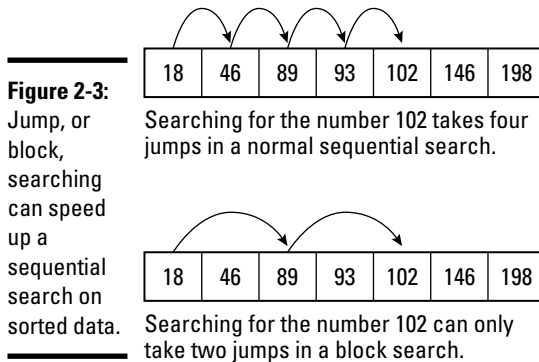 Figure 2-3:
Jump, or
block,
searching
can speed
up a
sequential
search on
sorted data.
18 46 89 93 102 146 198
Searching for the number 102 takes four
jumps in a normal sequential search.
18 46 89 93 102 146 198
Searching for the number 102 can only
take two jumps in a block search.